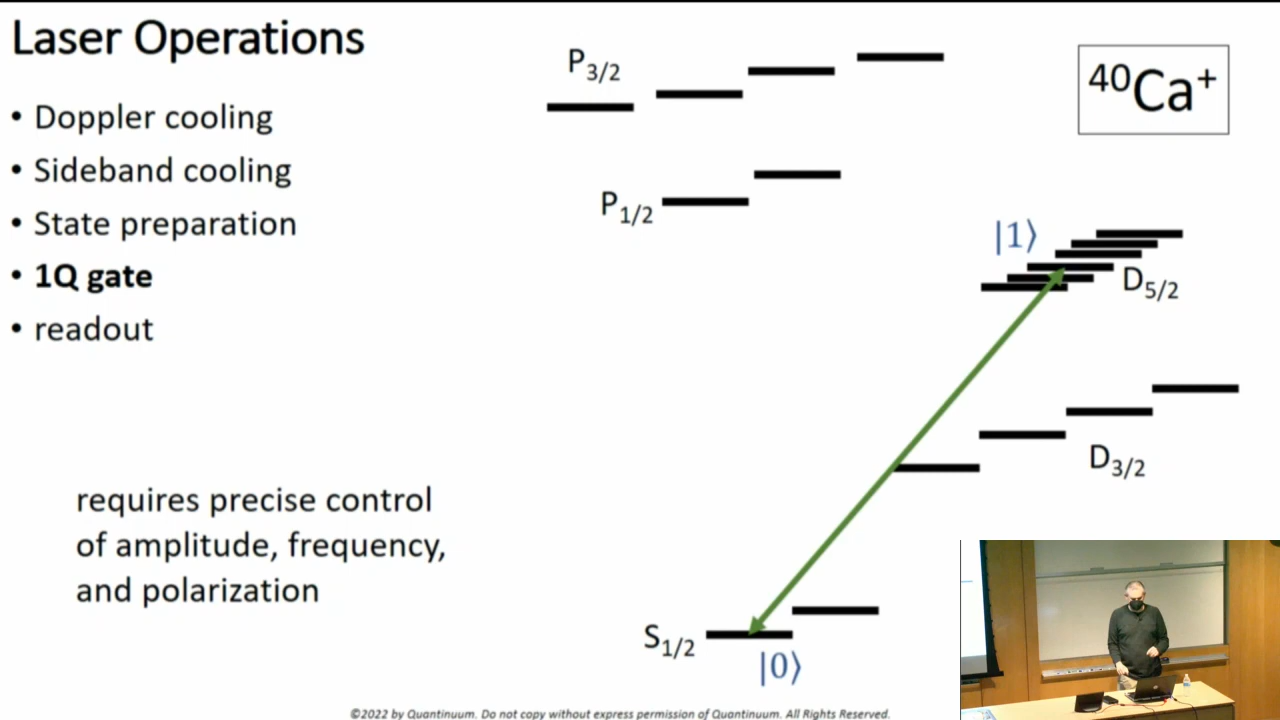 Laser Operations
• Doppler cooling
• Sideband cooling
• State preparation
• 1Q gate
• readout
requires precise control
of amplitude, frequency,
and polarization
P3/2
P1/2
40Ca+
|1⟩
D5/2
D3/2
S1/2
|0⟩
©2022 by Quantinuum. Do not copy without express permission of Quantinuum. All Rights Reserved.